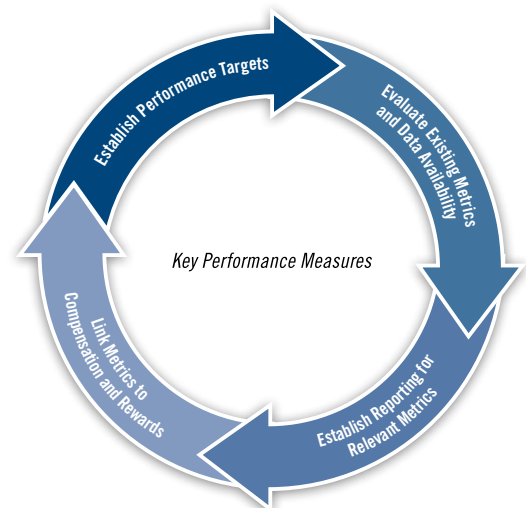 Establish Performance Targets
Evaluate Existing Metrics
and Data Availability
Key Performance Measures
Establish Reporting for
Relevant Metrics
Link Metrics to
Compensation and Rewards